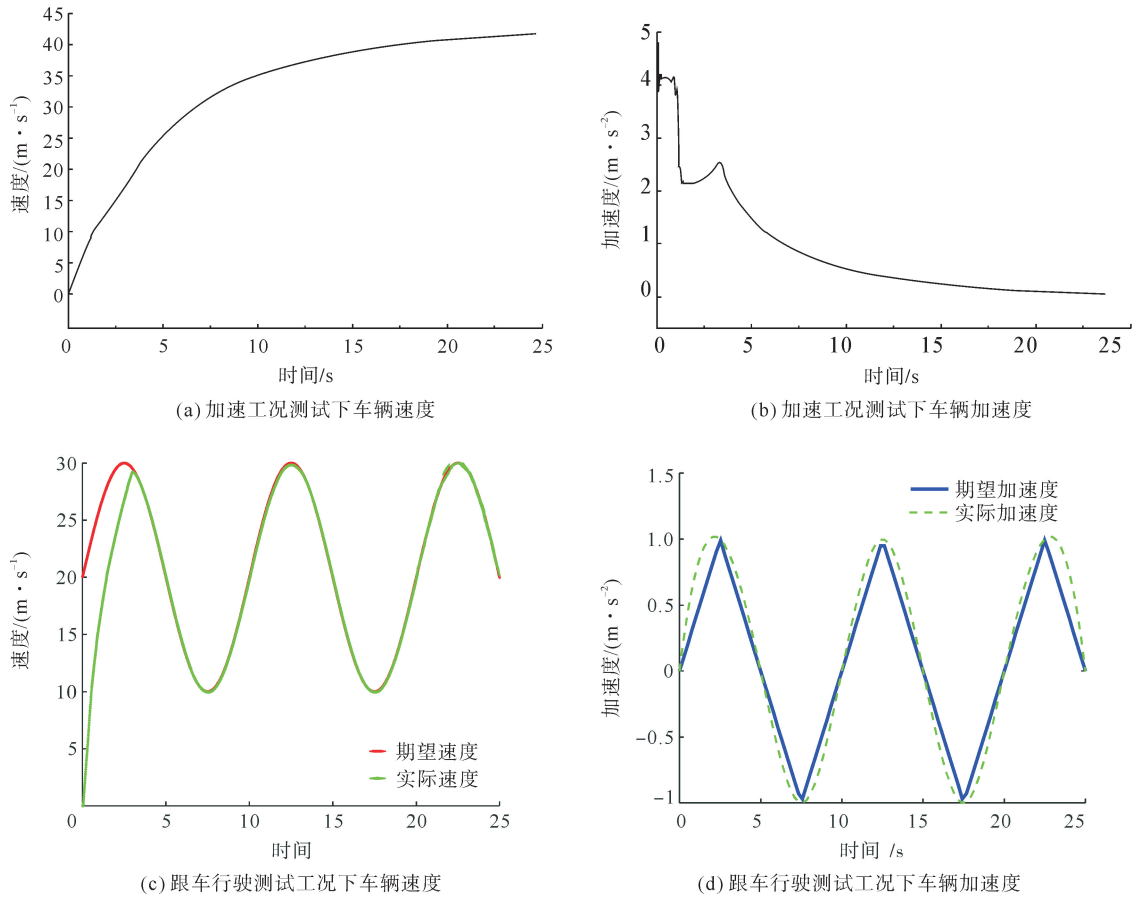 45
40
35
30
25
20
15
10
5
0
速度/(m·s⁻¹)
0 5 10 15 20 25
时间/s
(a)加速工况测试下车辆速度
5
4
3
2
1
0
加速度/(m·s⁻²)
0 5 10 15 20 25
时间/s
(b)加速工况测试下车辆加速度
30
25
20
15
10
5
速度/(m·s⁻¹)
期望速度
实际速度
0 5 10 15 20 25
时间
(c)跟车行驶测试工况下车辆速度
1.5
1.0
0.5
0
-0.5
-1
加速度/(m·s⁻²)
期望加速度
实际加速度
0 5 10 15 20 25
时间 /s
(d)跟车行驶测试工况下车辆加速度